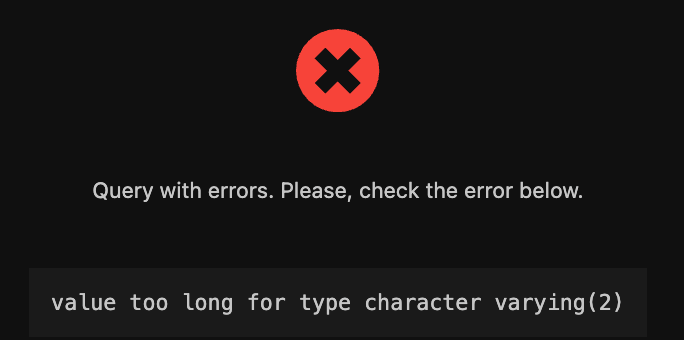 Query with errors. Please, check the error below.
value too long for type character varying(2)